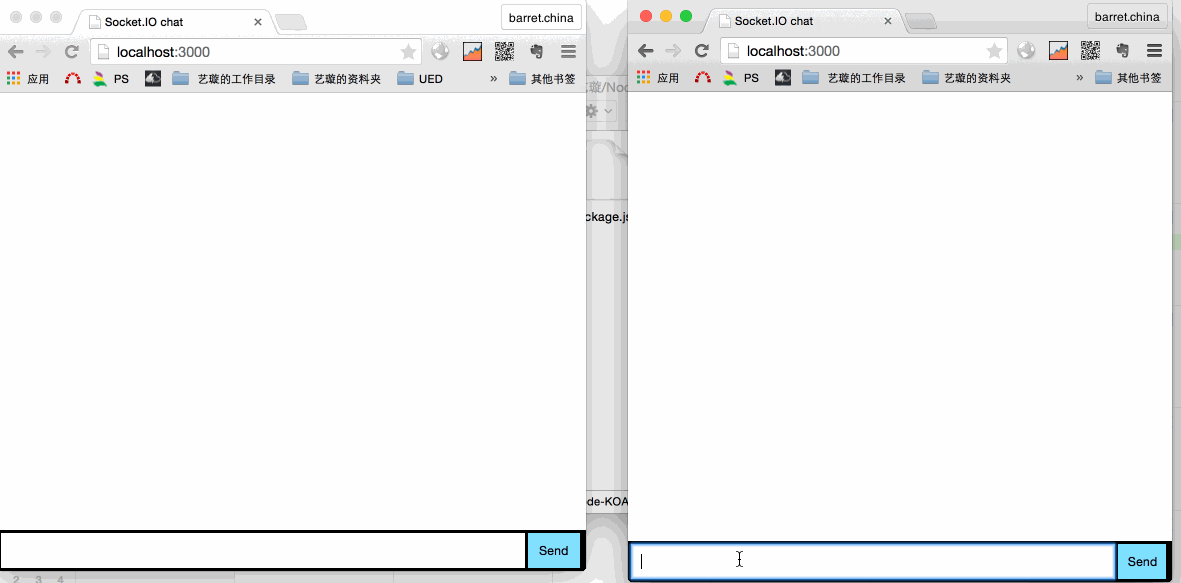 Socket.IO chat
barret.china
localhost:3000
应用
PS
艺璇的工作目录
艺璇的资料夹
UED
»
其他书签
Send
2 3 4
璇/Noc
ckage.js
de-KOA
Socket.IO chat
barret.china
localhost:3000
应用
PS
艺璇的工作目录
艺璇的资料夹
»
其他书签
Send